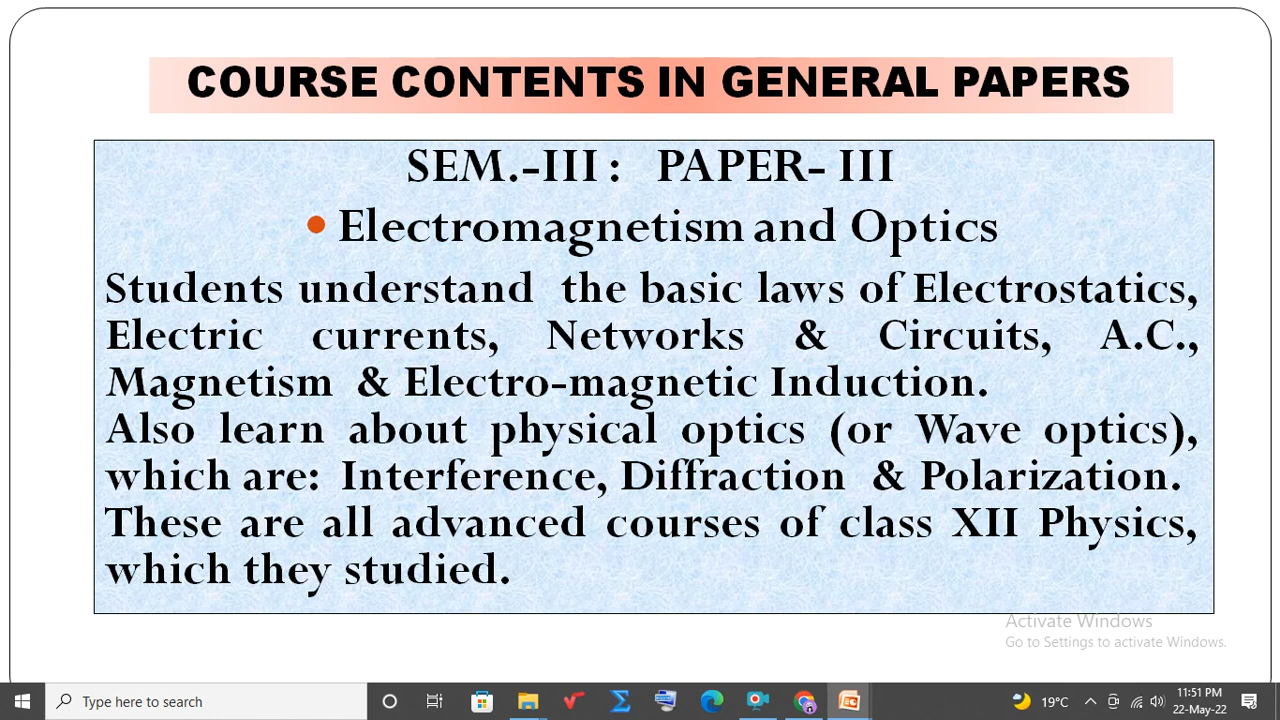 COURSE CONTENTS IN GENERAL PAPERS
SEM.-III : PAPER- III
• Electromagnetism and Optics
Students understand the basic laws of Electrostatics,
Electric currents, Networks & Circuits, A.C.,
Magnetism & Electro-magnetic Induction.
Also learn about physical optics (or Wave optics),
which are: Interference, Diffraction & Polarization.
These are all advanced courses of class XII Physics,
which they studied.
Activate Windows
Go to Settings to activate Windows.
Type here to search
19°C
11:51 PM
22-May-22